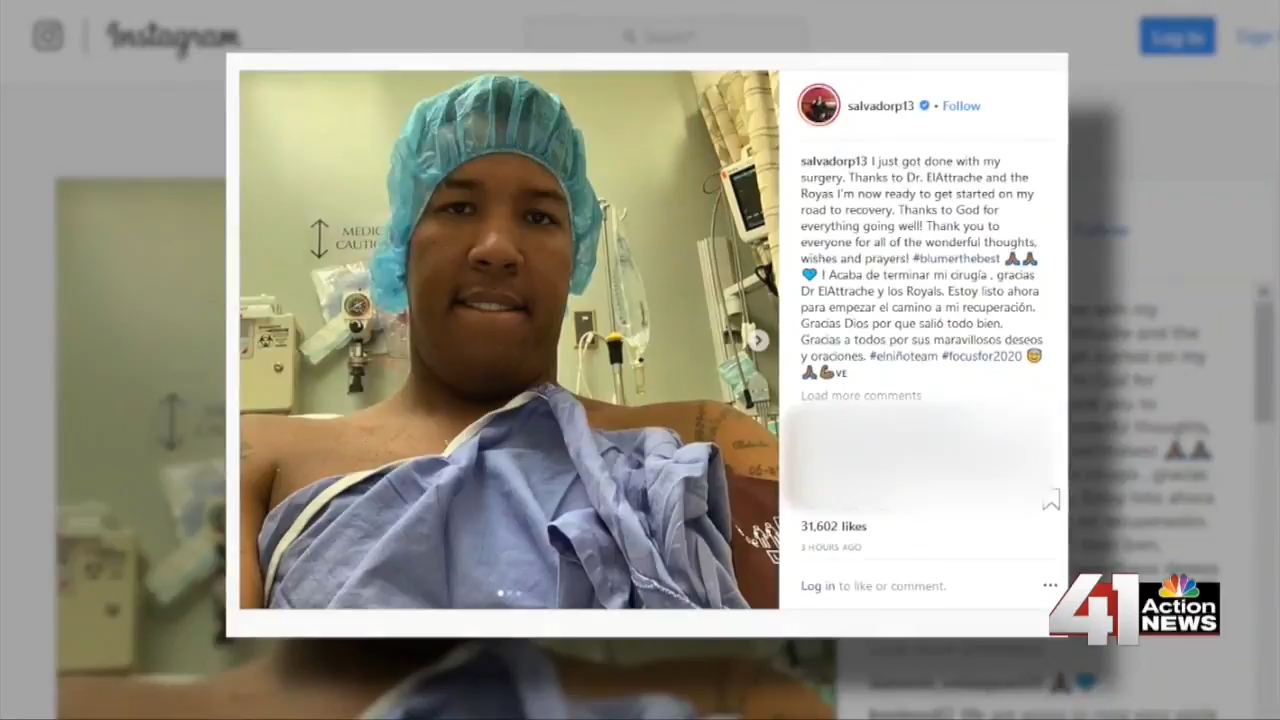 Instagram
Log In
Sign
MEDIC
CAUTI
salvadorp13 • Follow
salvadorp13 I just got done with my
surgery. Thanks to Dr. ElAttrache and the
Royas I'm now ready to get started on my
road to recovery. Thanks to God for
everything going well! Thank you to
everyone for all of the wonderful thoughts,
wishes and prayers! #blumerthebest 🙏🏾🙏🏾
💙 ! Acaba de terminar mi cirugía . gracias
Dr ElAttrache y los Royals. Estoy listo ahora
para empezar el camino a mi recuperación.
Gracias Dios por que salió todo bien.
Gracias a todos por sus maravillosos deseos
y oraciones. #elniñoteam #focusfor2020 😇
🙏🏾💪🏾VE
Load more comments
31,602 likes
3 HOURS AGO
Log in to like or comment.
41
Action
NEWS